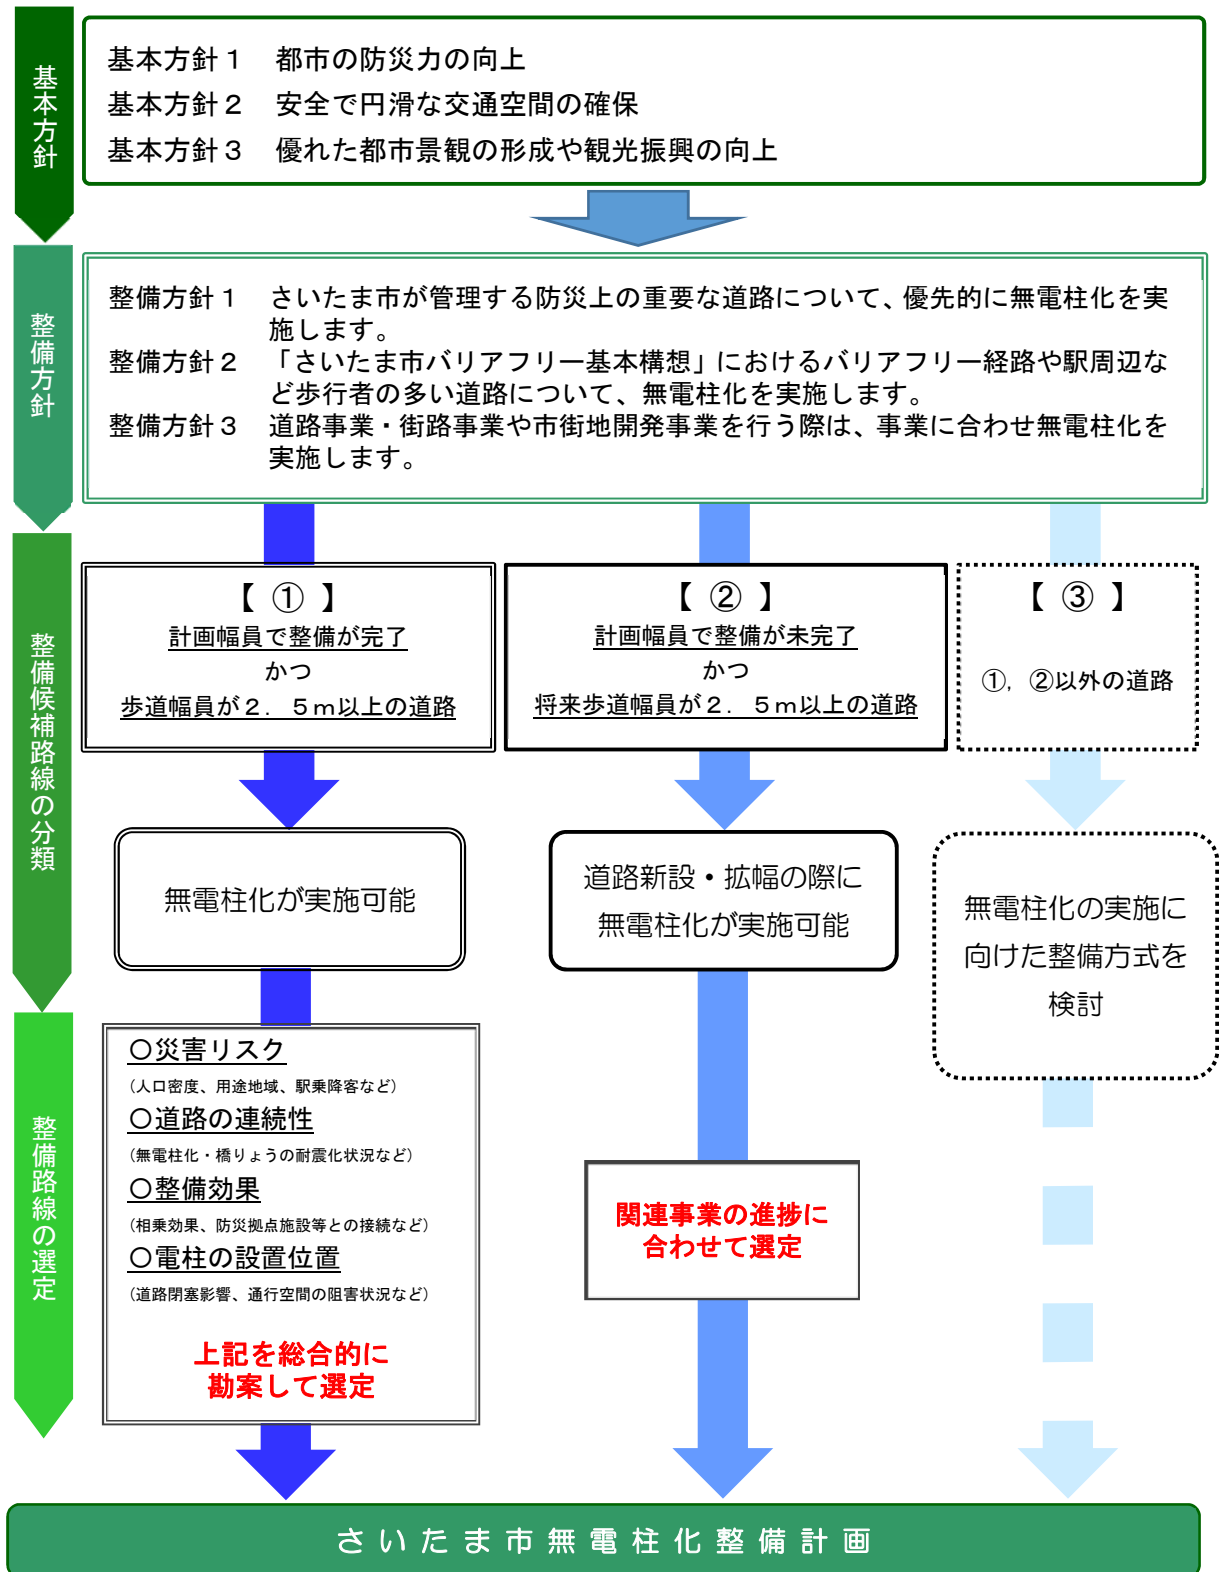 基本方針
基本方針１　都市の防災力の向上
基本方針２　安全で円滑な交通空間の確保
基本方針３　優れた都市景観の形成や観光振興の向上
整備方針
整備方針１　さいたま市が管理する防災上の重要な道路について、優先的に無電柱化を実
施します。
整備方針２　「さいたま市バリアフリー基本構想」におけるバリアフリー経路や駅周辺な
ど歩行者の多い道路について、無電柱化を実施します。
整備方針３　道路事業・街路事業や市街地開発事業を行う際は、事業に合わせ無電柱化を
実施します。
整備候補路線の分類
【 ① 】
計画幅員で整備が完了
かつ
歩道幅員が２．５ｍ以上の道路
【 ② 】
計画幅員で整備が未完了
かつ
将来歩道幅員が２．５ｍ以上の道路
【 ③ 】
①，②以外の道路
無電柱化が実施可能
道路新設・拡幅の際に
無電柱化が実施可能
無電柱化の実施に
向けた整備方式を
検討
整備路線の選定
〇災害リスク
（人口密度、用途地域、駅乗降客など）
〇道路の連続性
（無電柱化・橋りょうの耐震化状況など）
〇整備効果
（相乗効果、防災拠点施設等との接続など）
〇電柱の設置位置
（道路閉塞影響、通行空間の阻害状況など）
上記を総合的に
勘案して選定
関連事業の進捗に
合わせて選定
さいたま市無電柱化整備計画